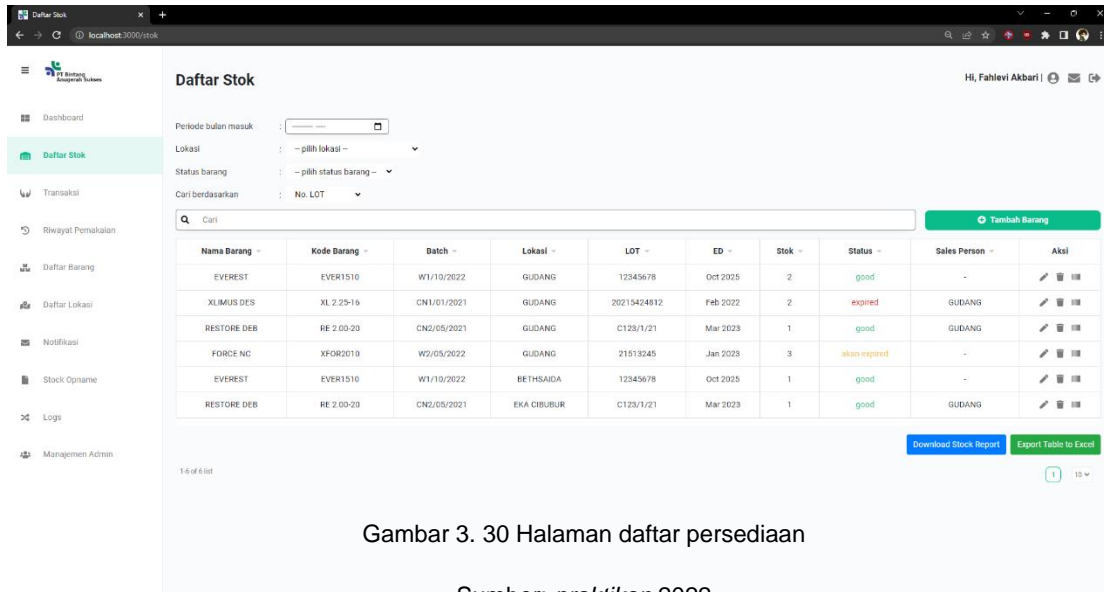 Daftar Stok
localhost:3000/stok
PT Bintang
Anugerah Sukses
Daftar Stok
Hi, Fahlevi Akbari |
Dashboard
Daftar Stok
Transaksi
Riwayat Pemakaian
Daftar Barang
Daftar Lokasi
Notifikasi
Stock Opname
Logs
Manajemen Admin
Periode bulan masuk :
Lokasi : -- pilih lokasi --
Status barang : -- pilih status barang --
Cari berdasarkan : No. LOT
Cari
Tambah Barang
Nama Barang Kode Barang Batch Lokasi LOT ED Stok Status Sales Person Aksi
EVEREST EVER1510 W1/10/2022 GUDANG 12345678 Oct 2025 2 good -
XLIMUS DES XL 2.25-16 CN1/01/2021 GUDANG 20215424812 Feb 2022 2 expired GUDANG
RESTORE DEB RE 2.00-20 CN2/05/2021 GUDANG C123/1/21 Mar 2023 1 good GUDANG
FORCE NC XFOR2010 W2/05/2022 GUDANG 21513245 Jan 2023 3 akan expired -
EVEREST EVER1510 W1/10/2022 BETHSAIDA 12345678 Oct 2025 1 good -
RESTORE DEB RE 2.00-20 CN2/05/2021 EKA CIBUBUR C123/1/21 Mar 2023 1 good GUDANG
Download Stock Report Export Table to Excel
1-6 of 6 list
1 10
Gambar 3. 30 Halaman daftar persediaan
Sumber: praktikan 2022